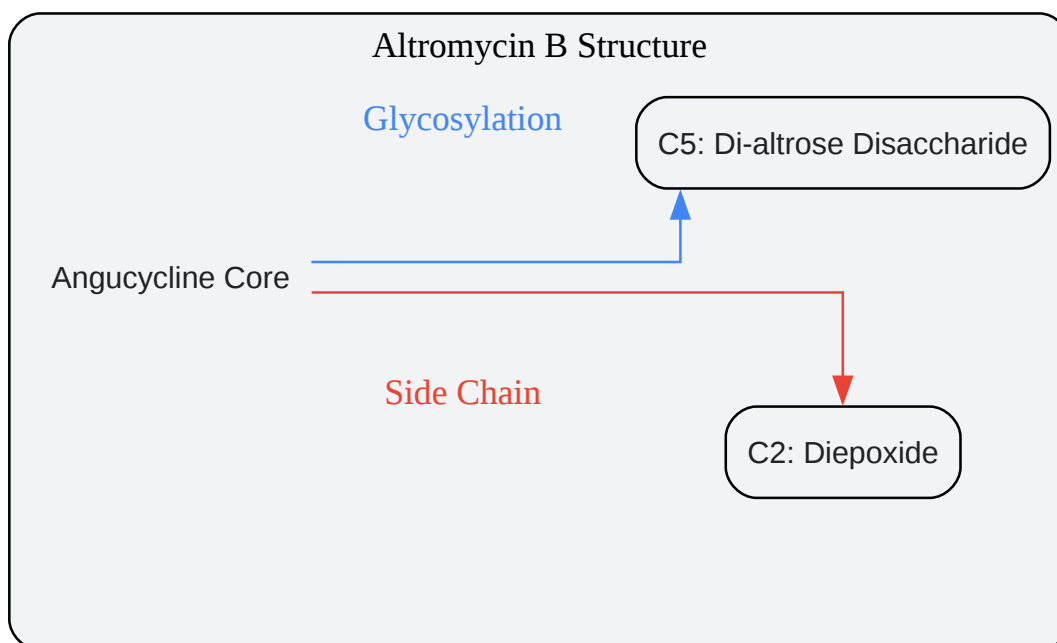 Altromycin B Structure
Glycosylation
C5: Di-altrose Disaccharide
Angucycline Core
Side Chain
C2: Diepoxide